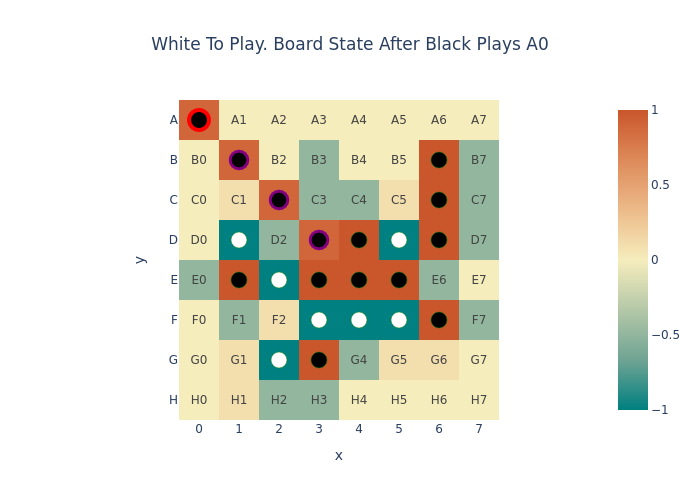 White To Play. Board State After Black Plays A0
A A1 A2 A3 A4 A5 A6 A7
B B0 B2 B3 B4 B5 B7
C C0 C1 C3 C4 C5 C7
D D0 D2 D7
E E0 E6 E7
F F0 F1 F2 F7
G G0 G1 G4 G5 G6 G7
H H0 H1 H2 H3 H4 H5 H6 H7
0 1 2 3 4 5 6 7
x
y
1
0.5
0
−0.5
−1